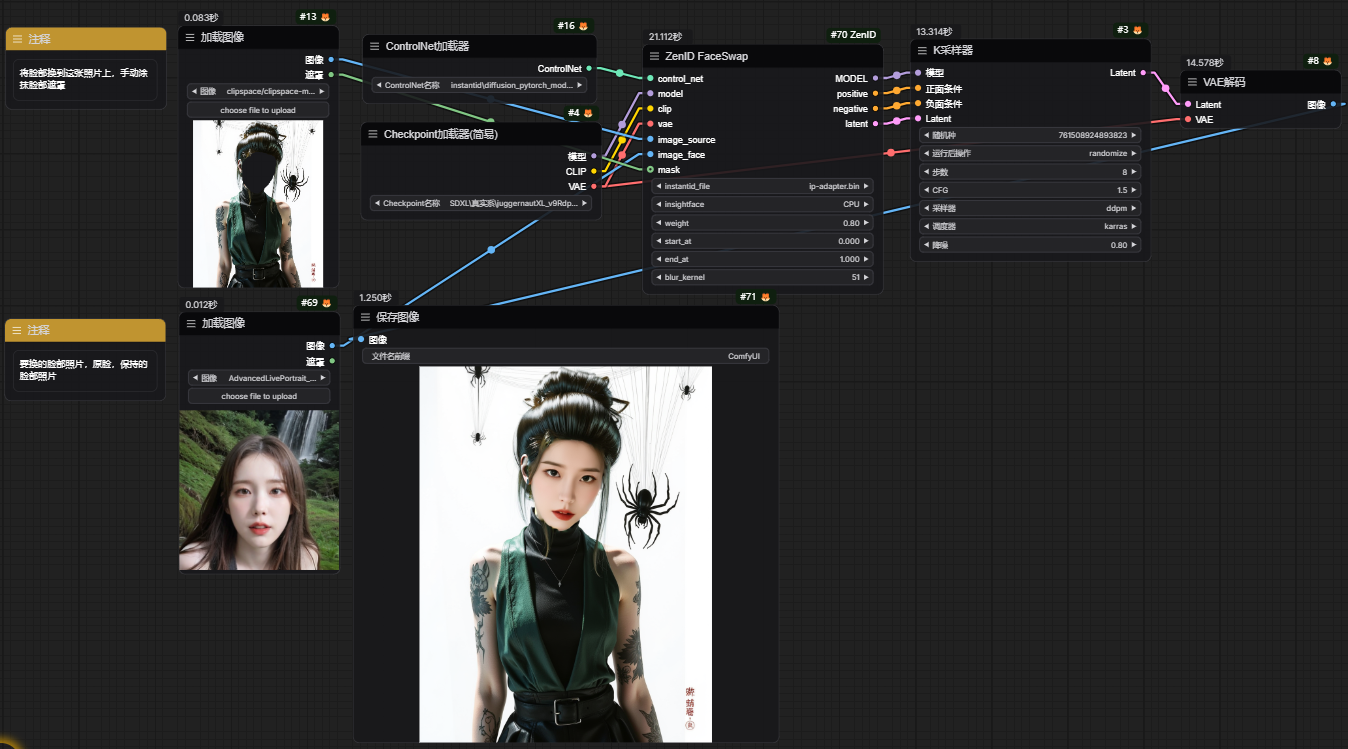 注释
将脸部换到这张照片上，手动涂
抹脸部遮罩
0.083秒
#13
加载图像
图像
遮罩
图像 clipspace/clipspace-m...
choose file to upload
#16
ControlNet加载器
ControlNet
ControlNet名称 instantid\diffusion_pytorch_mod...
#4
Checkpoint加载器(简易)
模型
CLIP
VAE
Checkpoint名称 SDXL\真实系\juggernautXL_v9Rdp...
21.112秒
#70 ZenID
ZenID FaceSwap
control_net MODEL
model positive
clip negative
vae latent
image_source
image_face
mask
instantid_file ip-adapter.bin
insightface CPU
weight 0.80
start_at 0.000
end_at 1.000
blur_kernel 51
13.314秒
#3
K采样器
模型 Latent
正面条件
负面条件
Latent
随机种 761508924893823
运行后操作 randomize
步数 8
CFG 1.5
采样器 ddpm
调度器 karras
降噪 0.80
14.578秒
#8
VAE解码
Latent 图像
VAE
注释
要换的脸部照片，原脸，保持的
脸部照片
0.012秒
#69
加载图像
图像
遮罩
图像 AdvancedLivePortrait_...
choose file to upload
1.250秒
#71
保存图像
图像
文件名前缀 ComfyUI